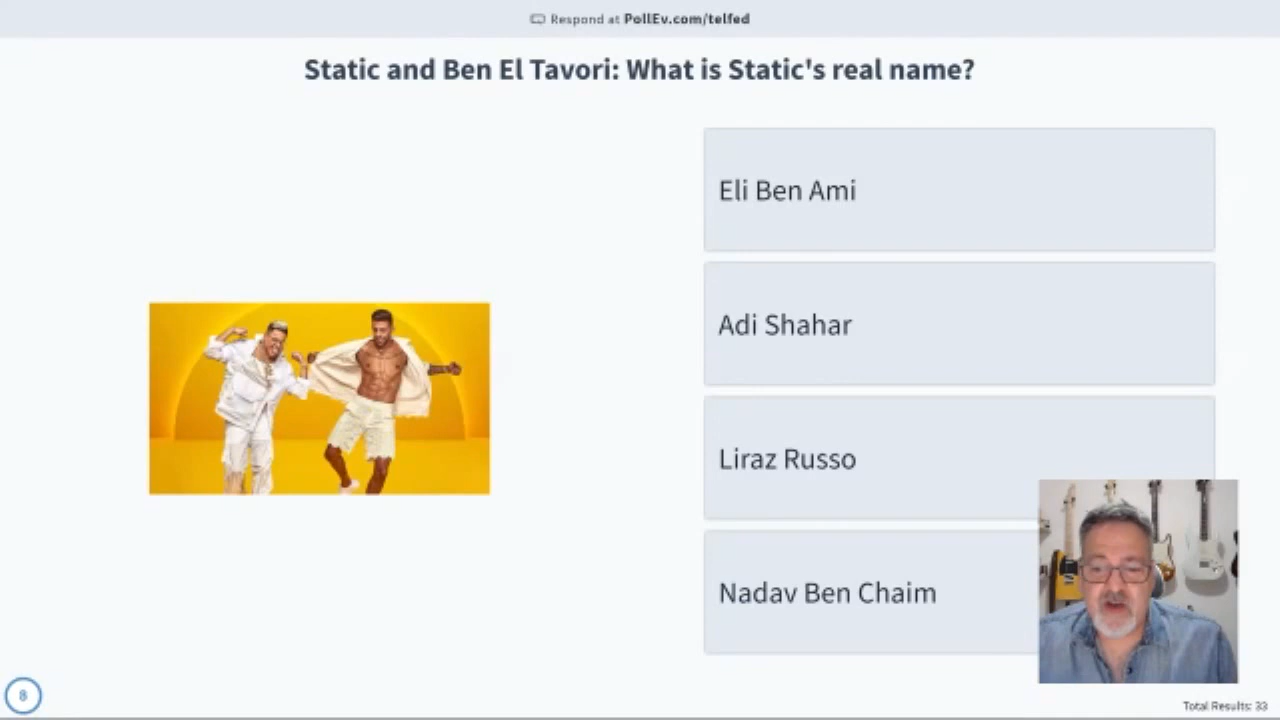 Respond at PollEv.com/telfed
Static and Ben El Tavori: What is Static's real name?
Eli Ben Ami
Adi Shahar
Liraz Russo
Nadav Ben Chaim
8
Total Results: 33